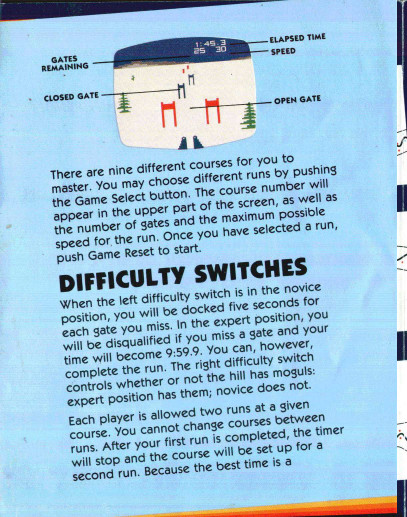 1:45.3
25 30
ELAPSED TIME
SPEED
GATES
REMAINING
CLOSED GATE
OPEN GATE
There are nine different courses for you to
master. You may choose different runs by pushing
the Game Select button. The course number will
appear in the upper part of the screen, as well as
the number of gates and the maximum possible
speed for the run. Once you have selected a run,
push Game Reset to start.
DIFFICULTY SWITCHES
When the left difficulty switch is in the novice
position, you will be docked five seconds for
each gate you miss. In the expert position, you
will be disqualified if you miss a gate and your
time will become 9:59.9. You can, however,
complete the run. The right difficulty switch
controls whether or not the hill has moguls:
expert position has them; novice does not.
Each player is allowed two runs at a given
course. You cannot change courses between
runs. After your first run is completed, the timer
will stop and the course will be set up for a
second run. Because the best time is a